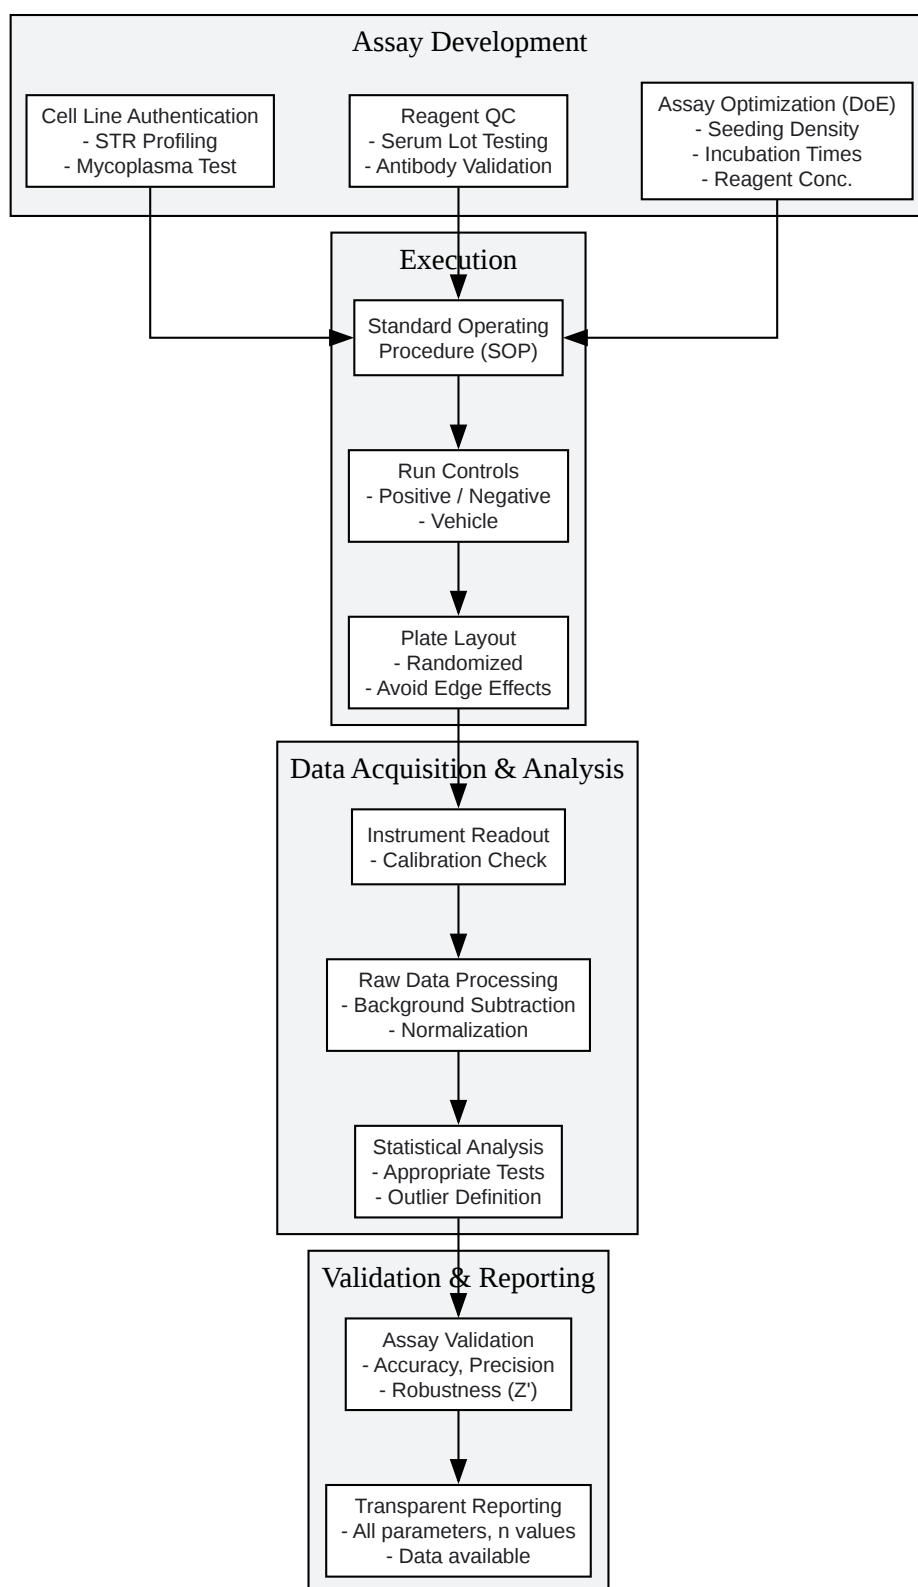 Assay Development
Cell Line Authentication
- STR Profiling
- Mycoplasma Test
Reagent QC
- Serum Lot Testing
- Antibody Validation
Assay Optimization (DoE)
- Seeding Density
- Incubation Times
- Reagent Conc.
Execution
Standard Operating
Procedure (SOP)
Run Controls
- Positive / Negative
- Vehicle
Plate Layout
- Randomized
- Avoid Edge Effects
Data Acquisition & Analysis
Instrument Readout
- Calibration Check
Raw Data Processing
- Background Subtraction
- Normalization
Statistical Analysis
- Appropriate Tests
- Outlier Definition
Validation & Reporting
Assay Validation
- Accuracy, Precision
- Robustness (Z')
Transparent Reporting
- All parameters, n values
- Data available